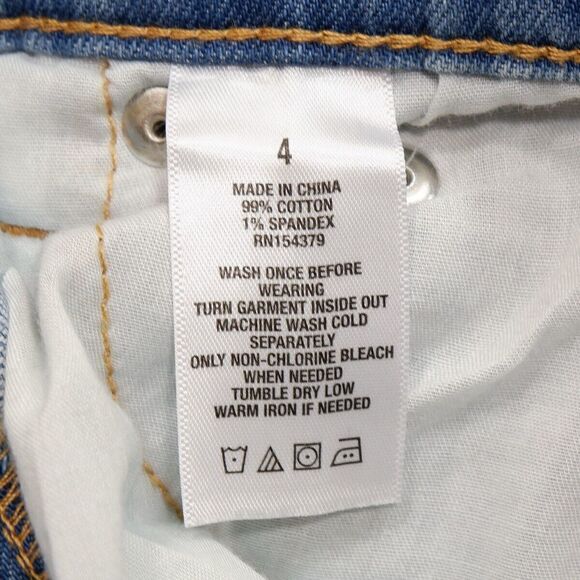 4
MADE IN CHINA
99% COTTON
1% SPANDEX
RN154379
WASH ONCE BEFORE
WEARING
TURN GARMENT INSIDE OUT
MACHINE WASH COLD
SEPARATELY
ONLY NON-CHLORINE BLEACH
WHEN NEEDED
TUMBLE DRY LOW
WARM IRON IF NEEDED